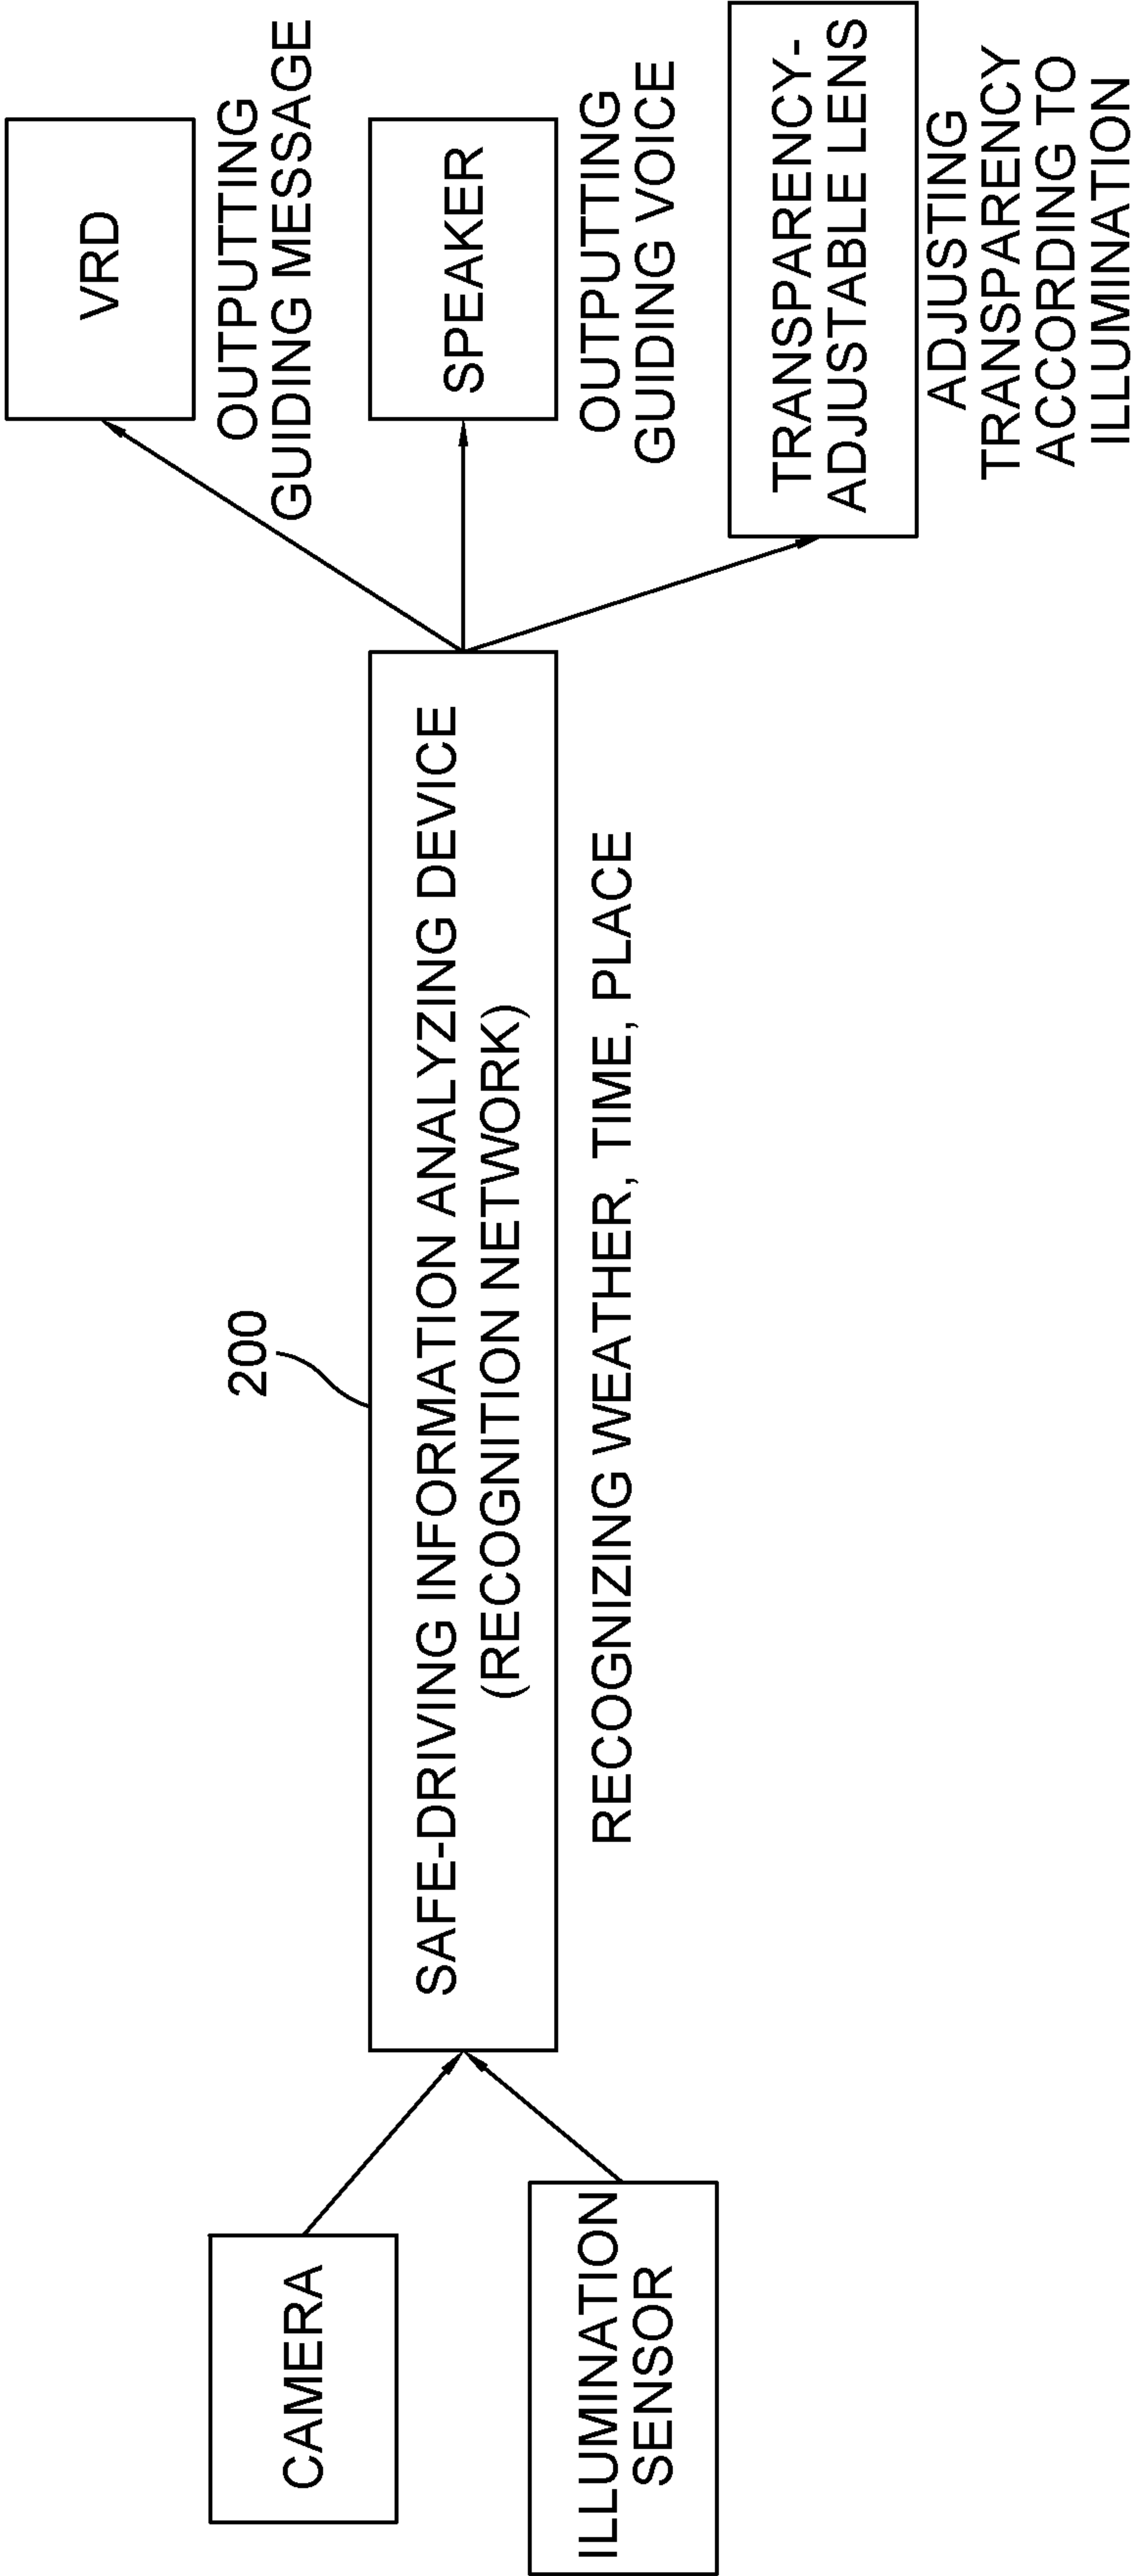 200
CAMERA
ILLUMINATION
SENSOR
SAFE-DRIVING INFORMATION ANALYZING DEVICE
(RECOGNITION NETWORK)
RECOGNIZING WEATHER, TIME, PLACE
VRD
OUTPUTTING
GUIDING MESSAGE
SPEAKER
OUTPUTTING
GUIDING VOICE
TRANSPARENCY-
ADJUSTABLE LENS
ADJUSTING
TRANSPARENCY
ACCORDING TO
ILLUMINATION